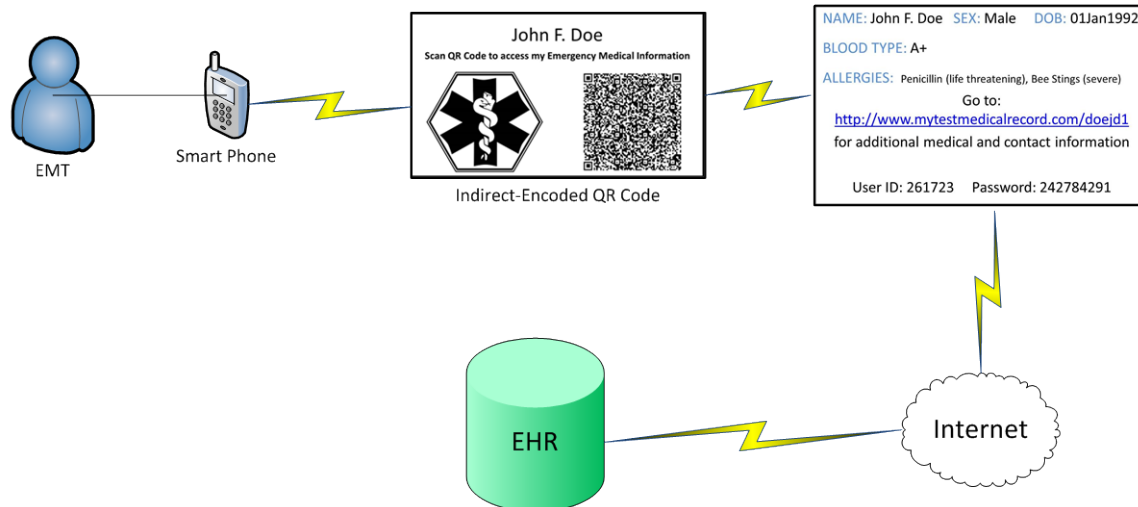 John F. Doe
Scan QR Code to access my Emergency Medical Information
EMT
Smart Phone
Indirect-Encoded QR Code
NAME: John F. Doe SEX: Male DOB: 01Jan1992
BLOOD TYPE: A+
ALLERGIES: Penicillin (life threatening), Bee Stings (severe)
Go to:
http://www.mytestmedicalrecord.com/doejd1
for additional medical and contact information
User ID: 261723 Password: 242784291
EHR
Internet